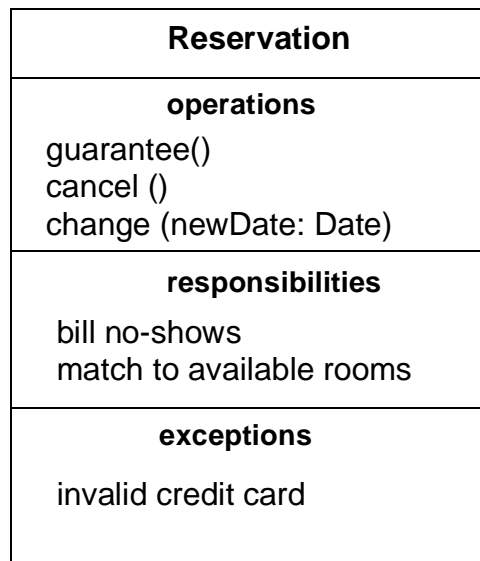 Reservation
operations
guarantee()
cancel ()
change (newDate: Date)
responsibilities
bill no-shows
match to available rooms
exceptions
invalid credit card